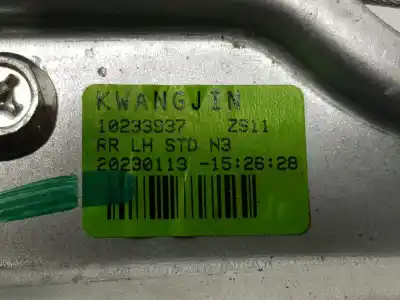 KWANGJIN
10233937 ZS11
RR LH STD N3
20230113 -15:26:28